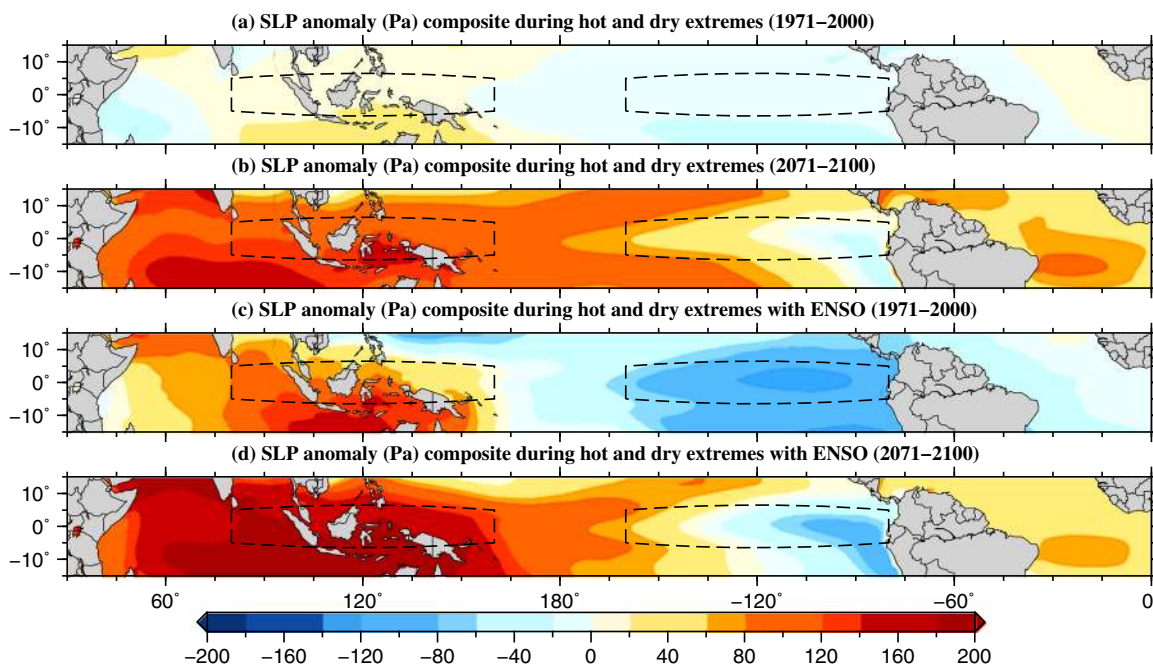 (a) SLP anomaly (Pa) composite during hot and dry extremes (1971−2000)
10˚
0˚
−10˚
(b) SLP anomaly (Pa) composite during hot and dry extremes (2071−2100)
10˚
0˚
−10˚
(c) SLP anomaly (Pa) composite during hot and dry extremes with ENSO (1971−2000)
10˚
0˚
−10˚
(d) SLP anomaly (Pa) composite during hot and dry extremes with ENSO (2071−2100)
10˚
0˚
−10˚
60˚ 120˚ 180˚ −120˚ −60˚ 0
−200 −160 −120 −80 −40 0 40 80 120 160 200